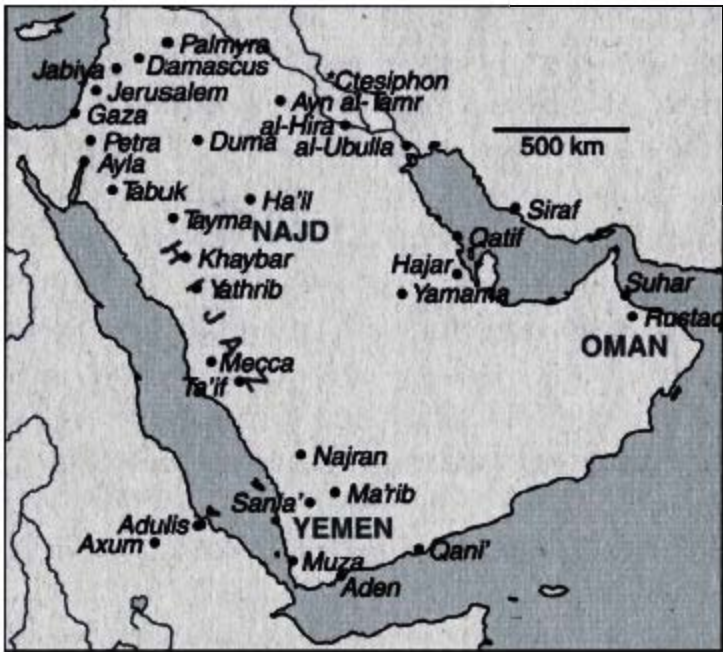 Palmyra
Damascus
Jabiya
Ctesiphon
Jerusalem
Ayn al-Tamr
Gaza
al-Hira
Petra
Duma
al-Ubulla
500 km
Ayla
Tabuk
Ha'il
Siraf
Tayma
NAJD
Qatif
Khaybar
Hajar
Yathrib
Yamama
Suhar
HIJAZ
Rustaq
OMAN
Mecca
Ta'if
Najran
Ma'rib
Sanla'
Adulis
YEMEN
Axum
Qani'
Muza
Aden